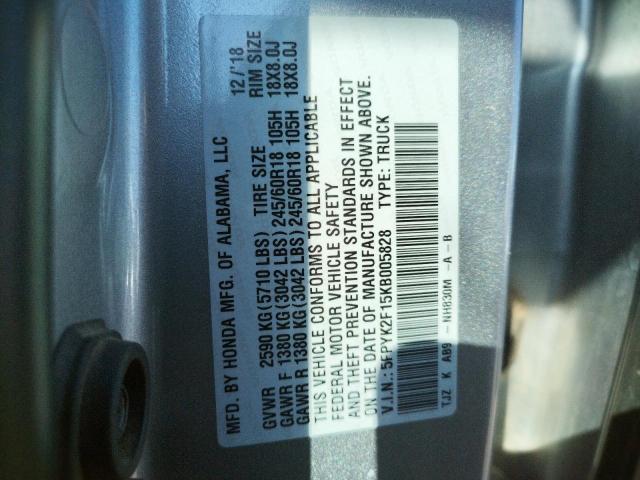 MFD. BY HONDA MFG. OF ALABAMA, LLC 12/'18
GVWR 2590 KG (5710 LBS) TIRE SIZE RIM SIZE
GAWR F 1380 KG (3042 LBS) 245/60R18 105H 18X8.0J
GAWR R 1380 KG (3042 LBS) 245/60R18 105H 18X8.0J
THIS VEHICLE CONFORMS TO ALL APPLICABLE
FEDERAL MOTOR VEHICLE SAFETY
AND THEFT PREVENTION STANDARDS IN EFFECT
ON THE DATE OF MANUFACTURE SHOWN ABOVE.
V.I.N.: 5FPYK2F15KB005828 TYPE: TRUCK
TJZ K AB9 - NH830M -A -B